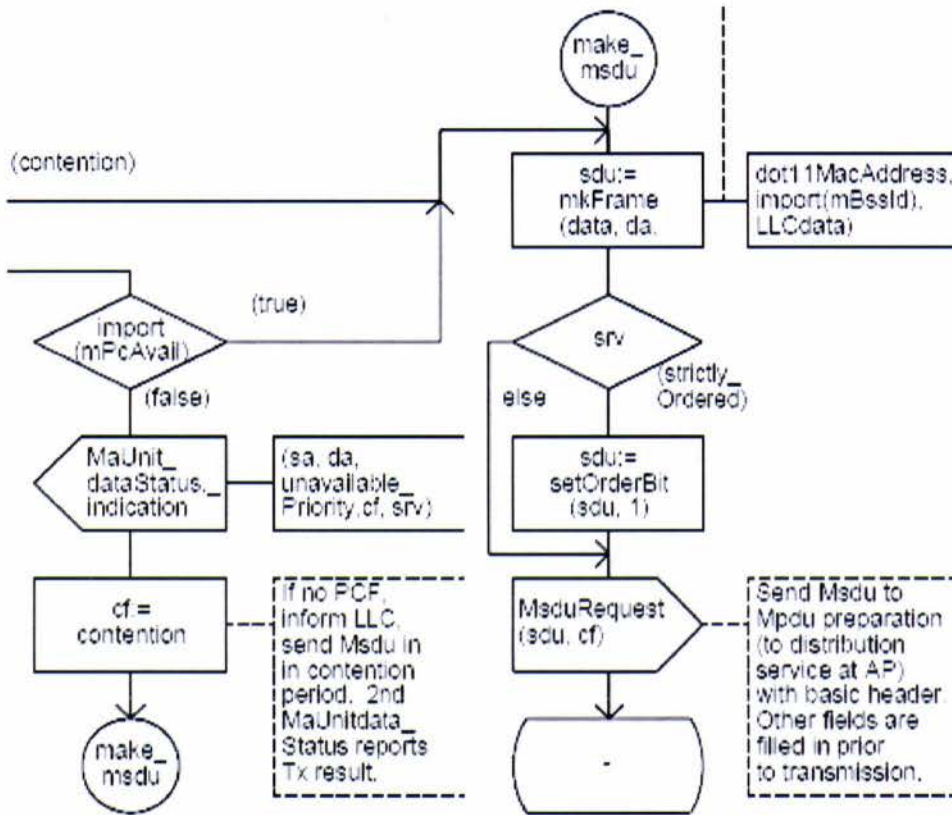 (contention)
import
(mPcAvail)
(true)
(false)
MaUnit_
dataStatus._
indication
(sa, da,
unavailable_
Priority,cf, srv)
cf:=
contention
If no PCF,
inform LLC,
send Msdu in
in contention
period. 2nd
MaUnitdata_
Status reports
Tx result.
make_
msdu
make_
msdu
sdu:=
mkFrame
(data, da,
dot11MacAddress,
import(mBssId),
LLCdata)
srv
else
(strictly_
Ordered)
sdu:=
setOrderBit
(sdu, 1)
MsduRequest
(sdu, cf)
Send Msdu to
Mpdu preparation
(to distribution
service at AP)
with basic header.
Other fields are
filled in prior
to transmission.
-